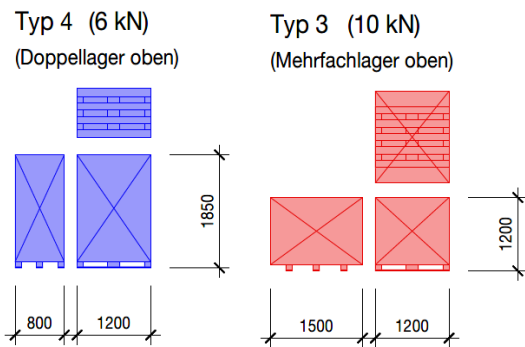 Typ 4 (6 kN)
(Doppellager oben)
1850
800
1200
Typ 3 (10 kN)
(Mehrfachlager oben)
1200
1500
1200